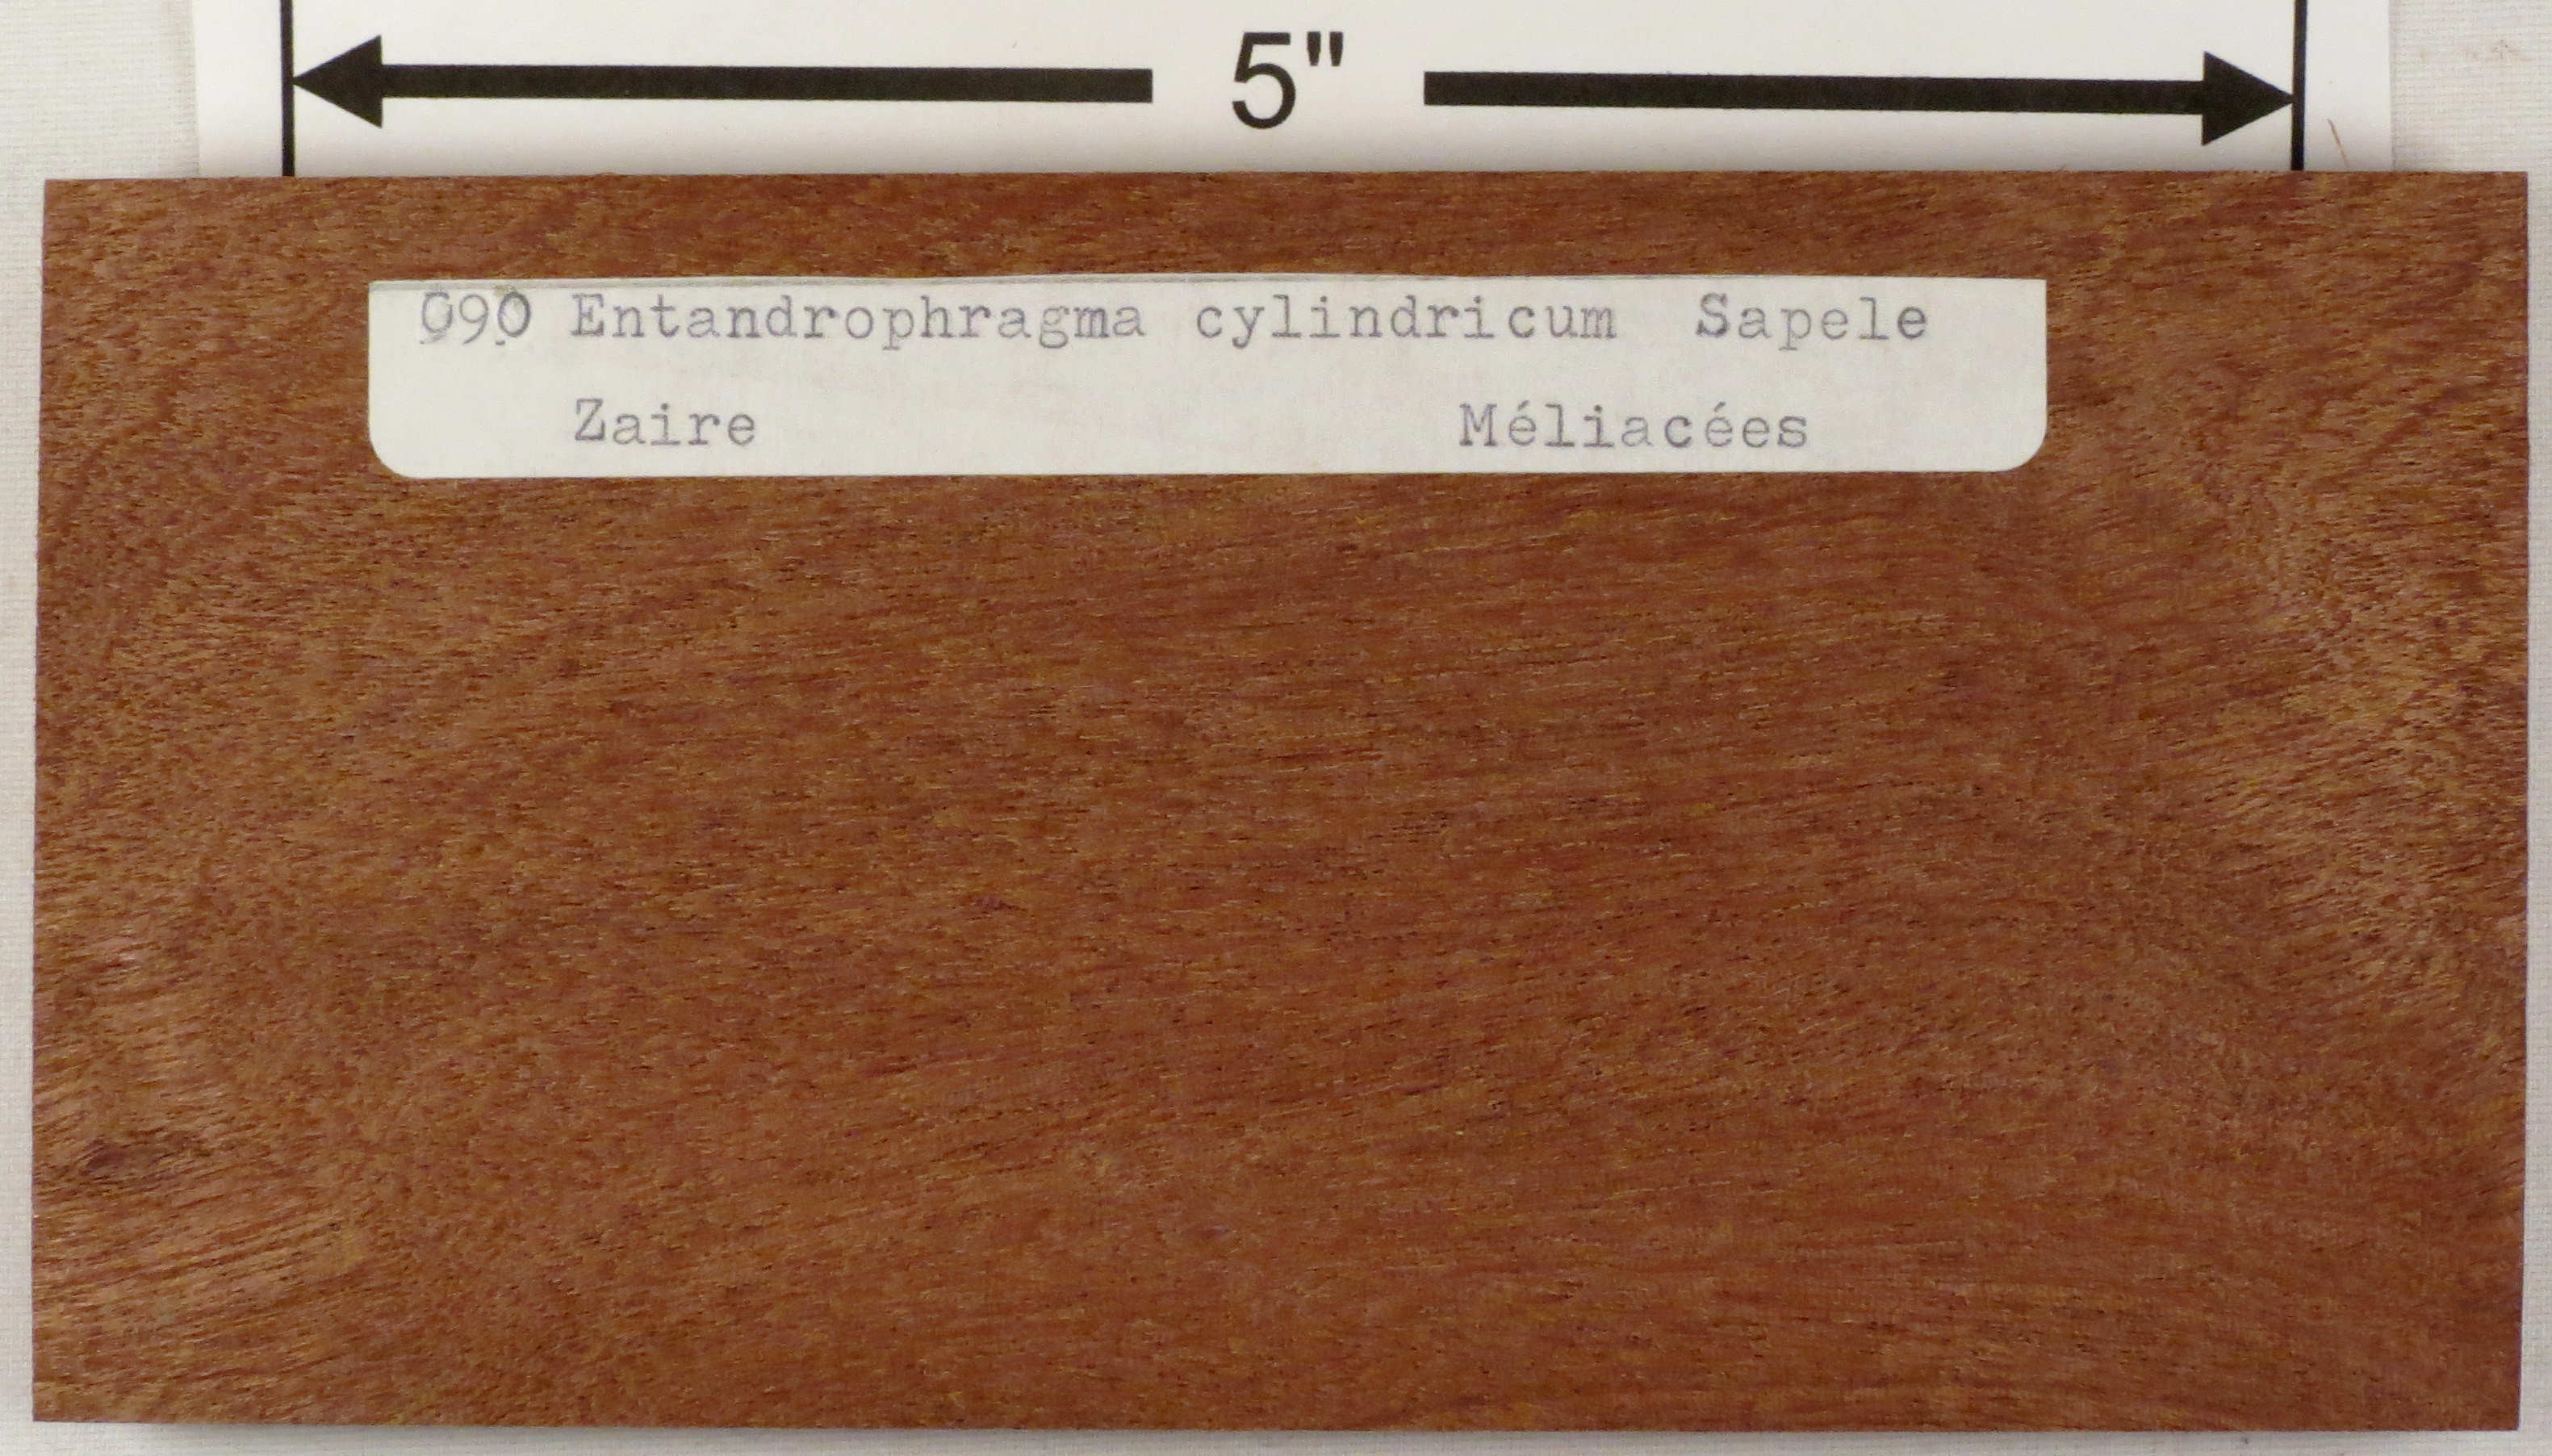 5"
090 Entandrophragma cylindricum Sapele
Zaire Méliacées